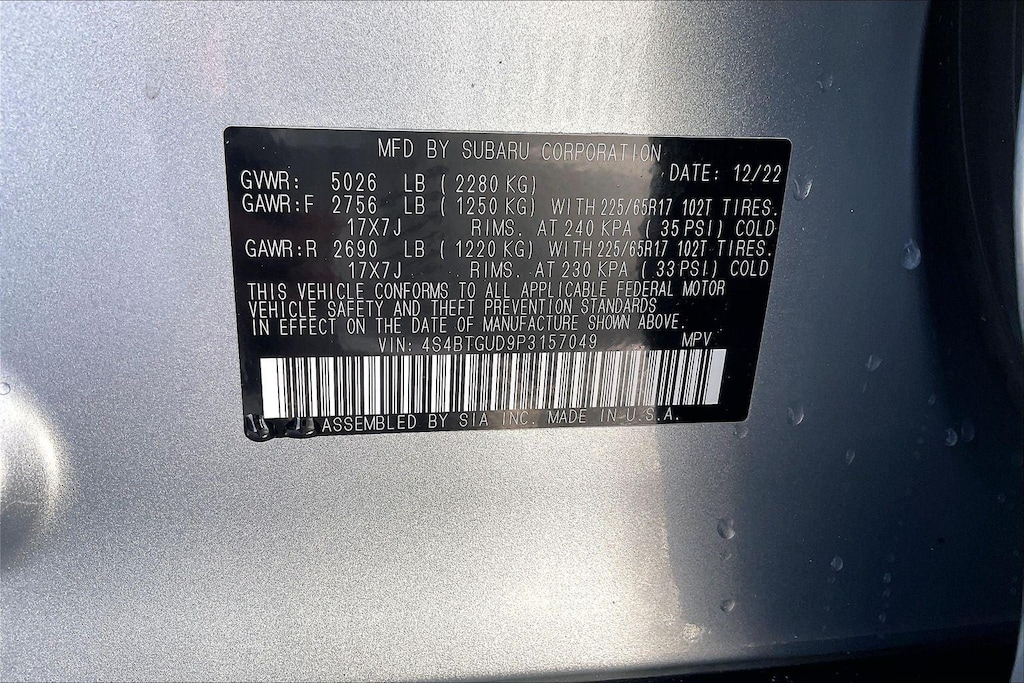 MFD BY SUBARU CORPORATION
DATE: 12/22
GVWR: 5026 LB ( 2280 KG)
GAWR:F 2756 LB ( 1250 KG) WITH 225/65R17 102T TIRES.
17X7J RIMS. AT 240 KPA ( 35 PSI) COLD
GAWR:R 2690 LB ( 1220 KG) WITH 225/65R17 102T TIRES.
17X7J RIMS. AT 230 KPA ( 33 PSI) COLD
THIS VEHICLE CONFORMS TO ALL APPLICABLE FEDERAL MOTOR
VEHICLE SAFETY AND THEFT PREVENTION STANDARDS
IN EFFECT ON THE DATE OF MANUFACTURE SHOWN ABOVE.
VIN: 4S4BTGUD9P3157049 MPV
ASSEMBLED BY SIA INC. MADE IN U.S.A.